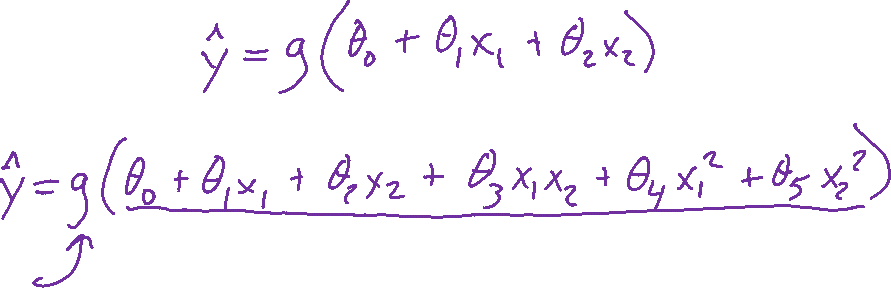 ŷ = g(θ₀ + θ₁x₁ + θ₂x₂)
ŷ = g(θ₀ + θ₁x₁ + θ₂x₂ + θ₃x₁x₂ + θ₄x₁² + θ₅x₂²)